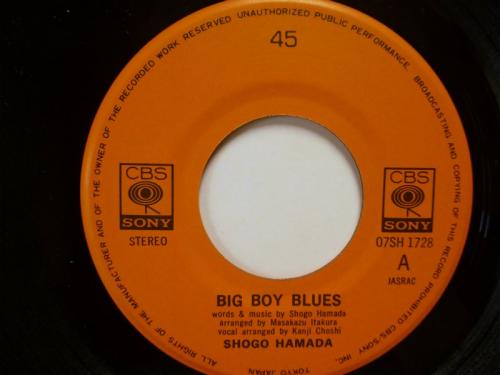 ALL RIGHTS OF THE MANUFACTURER AND OF THE OWNER OF THE RECORDED WORK RESERVED UNAUTHORIZED PUBLIC PERFORMANCE, BROADCASTING AND COPYING OF THIS RECORD PROHIBITED CBS/SONY INC. TOKYO JAPAN
45
CBS
SONY
STEREO
CBS
SONY
07SH 1728
A
JASRAC
BIG BOY BLUES
words & music by Shogo Hamada
arranged by Masakazu Itakura
vocal arranged by Kanji Choshi
SHOGO HAMADA